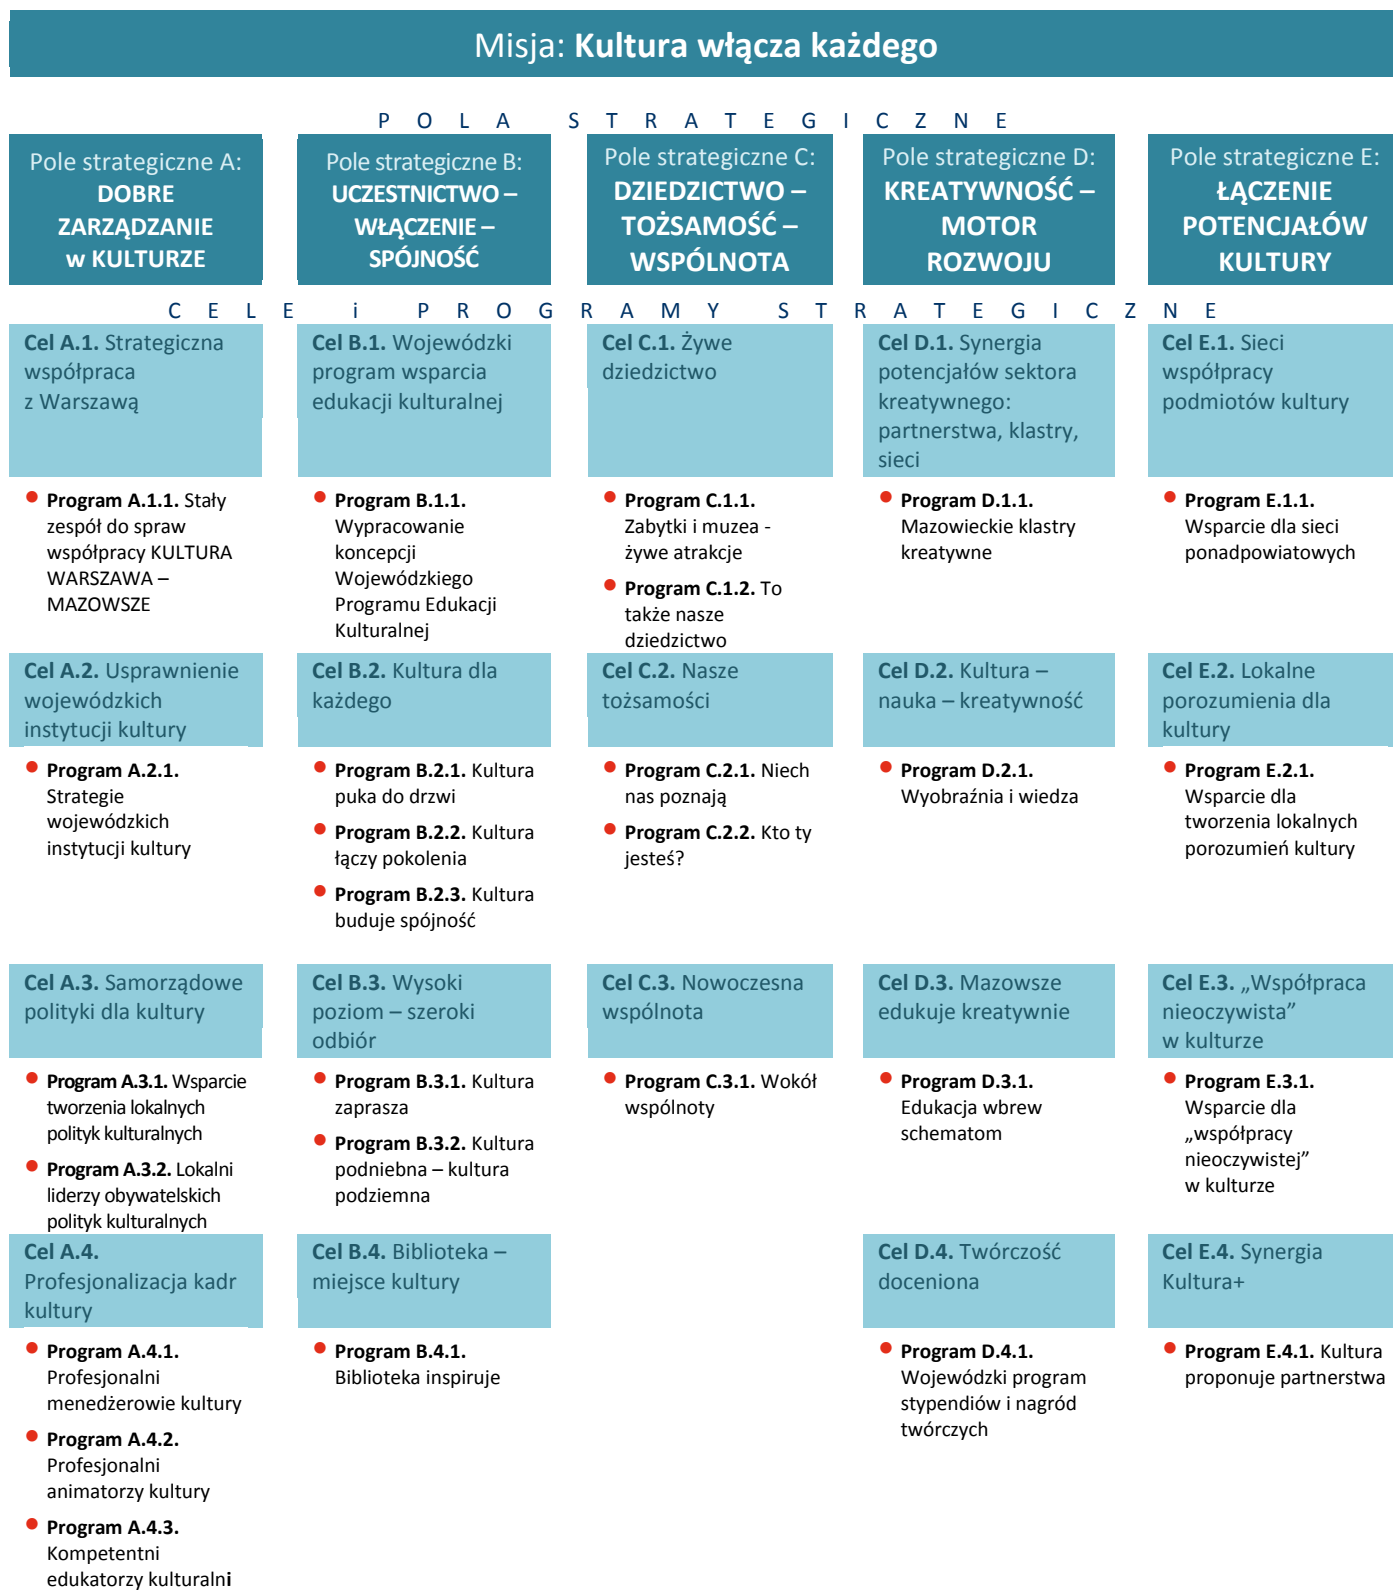 Misja: Kultura włącza każdego
POLA STRATEGICZNE
Pole strategiczne A:
DOBRE
ZARZĄDZANIE
w KULTURZE
Pole strategiczne B:
UCZESTNICTWO –
WŁĄCZENIE –
SPÓJNOŚĆ
Pole strategiczne C:
DZIEDZICTWO –
TOŻSAMOŚĆ –
WSPÓLNOTA
Pole strategiczne D:
KREATYWNOŚĆ –
MOTOR
ROZWOJU
Pole strategiczne E:
ŁĄCZENIE
POTENCJAŁÓW
KULTURY
CELE i PROGRAMY STRATEGICZNE
Cel A.1. Strategiczna
współpraca
z Warszawą
Cel B.1. Wojewódzki
program wsparcia
edukacji kulturalnej
Cel C.1. Żywe
dziedzictwo
Cel D.1. Synergia
potencjałów sektora
kreatywnego:
partnerstwa, klastry,
sieci
Cel E.1. Sieci
współpracy
podmiotów kultury
• Program A.1.1. Stały
zespół do spraw
współpracy KULTURA
WARSZAWA –
MAZOWSZE
• Program B.1.1.
Wypracowanie
koncepcji
Wojewódzkiego
Programu Edukacji
Kulturalnej
• Program C.1.1.
Zabytki i muzea -
żywe atrakcje
• Program C.1.2. To
także nasze
dziedzictwo
• Program D.1.1.
Mazowieckie klastry
kreatywne
• Program E.1.1.
Wsparcie dla sieci
ponadpowiatowych
Cel A.2. Usprawnienie
wojewódzkich
instytucji kultury
Cel B.2. Kultura dla
każdego
Cel C.2. Nasze
tożsamości
Cel D.2. Kultura –
nauka – kreatywność
Cel E.2. Lokalne
porozumienia dla
kultury
• Program A.2.1.
Strategie
wojewódzkich
instytucji kultury
• Program B.2.1. Kultura
puka do drzwi
• Program B.2.2. Kultura
łączy pokolenia
• Program B.2.3. Kultura
buduje spójność
• Program C.2.1. Niech
nas poznają
• Program C.2.2. Kto ty
jesteś?
• Program D.2.1.
Wyobraźnia i wiedza
• Program E.2.1.
Wsparcie dla
tworzenia lokalnych
porozumień kultury
Cel A.3. Samorządowe
polityki dla kultury
Cel B.3. Wysoki
poziom – szeroki
odbiór
Cel C.3. Nowoczesna
wspólnota
Cel D.3. Mazowsze
edukuje kreatywnie
Cel E.3. „Współpraca
nieoczywista”
w kulturze
• Program A.3.1. Wsparcie
tworzenia lokalnych
polityk kulturalnych
• Program A.3.2. Lokalni
liderzy obywatelskich
polityk kulturalnych
• Program B.3.1. Kultura
zaprasza
• Program B.3.2. Kultura
podniebna – kultura
podziemna
• Program C.3.1. Wokół
wspólnoty
• Program D.3.1.
Edukacja wbrew
schematom
• Program E.3.1.
Wsparcie dla
„współpracy
nieoczywistej”
w kulturze
Cel A.4.
Profesjonalizacja kadr
kultury
Cel B.4. Biblioteka –
miejsce kultury
Cel D.4. Twórczość
doceniona
Cel E.4. Synergia
Kultura+
• Program A.4.1.
Profesjonalni
menedżerowie kultury
• Program A.4.2.
Profesjonalni
animatorzy kultury
• Program A.4.3.
Kompetentni
edukatorzy kulturalni
• Program B.4.1.
Biblioteka inspiruje
• Program D.4.1.
Wojewódzki program
stypendiów i nagród
twórczych
• Program E.4.1. Kultura
proponuje partnerstwa